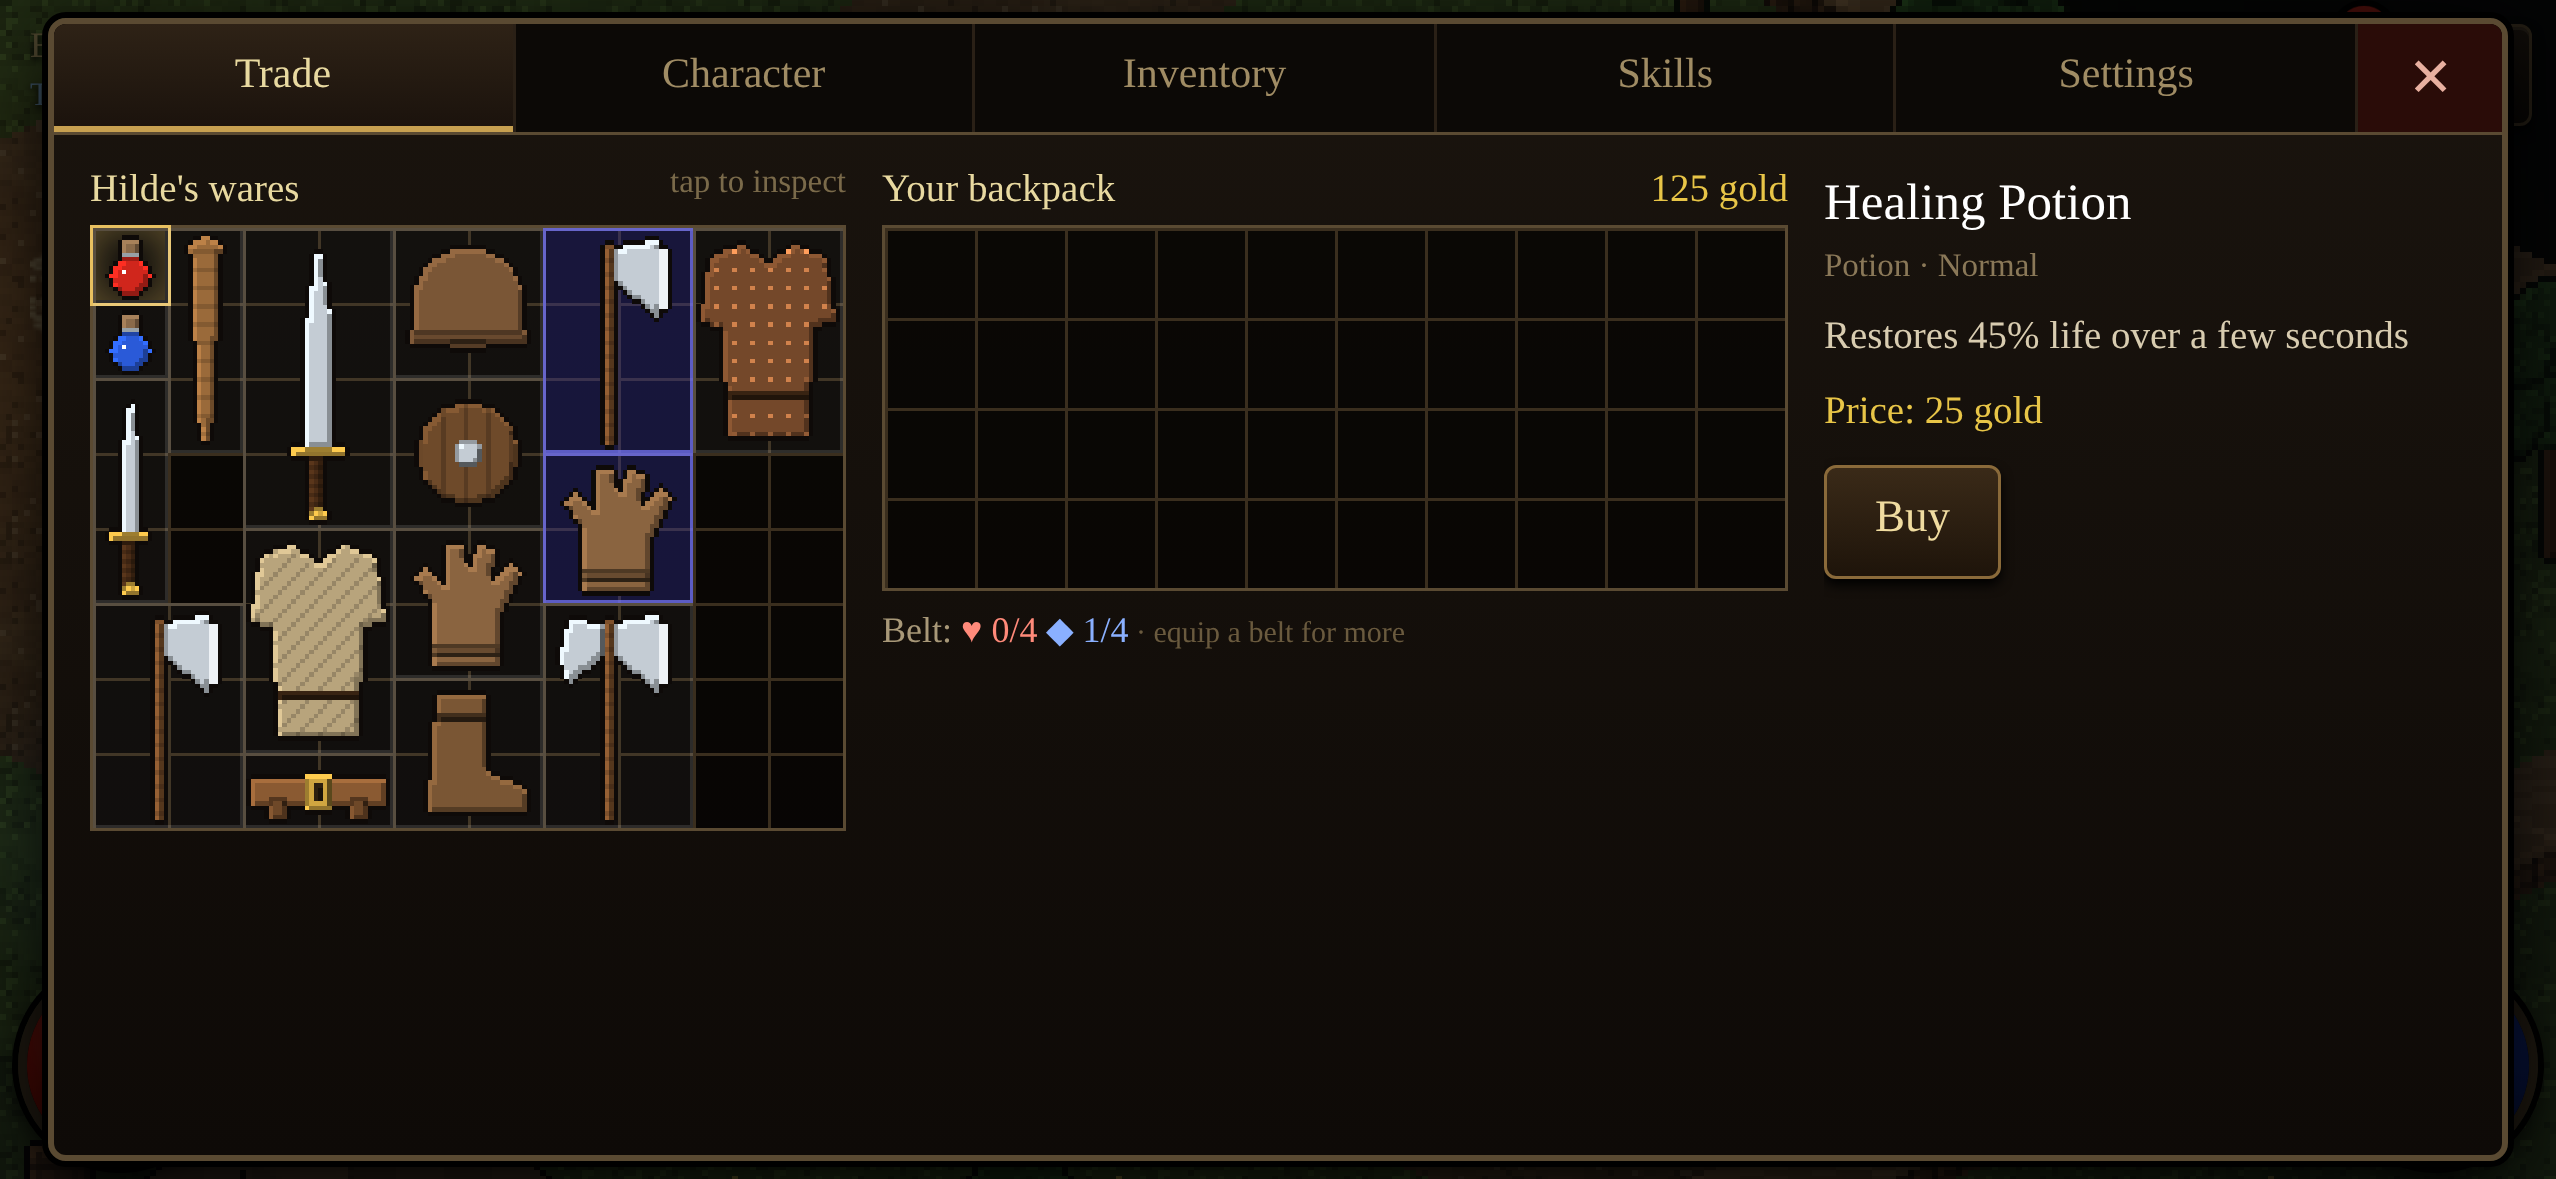 Trade Character Inventory Skills Settings ✕
Hilde's wares tap to inspect
Your backpack 125 gold
Belt: ♥ 0/4 ◆ 1/4 · equip a belt for more
Healing Potion
Potion · Normal
Restores 45% life over a few seconds
Price: 25 gold
Buy